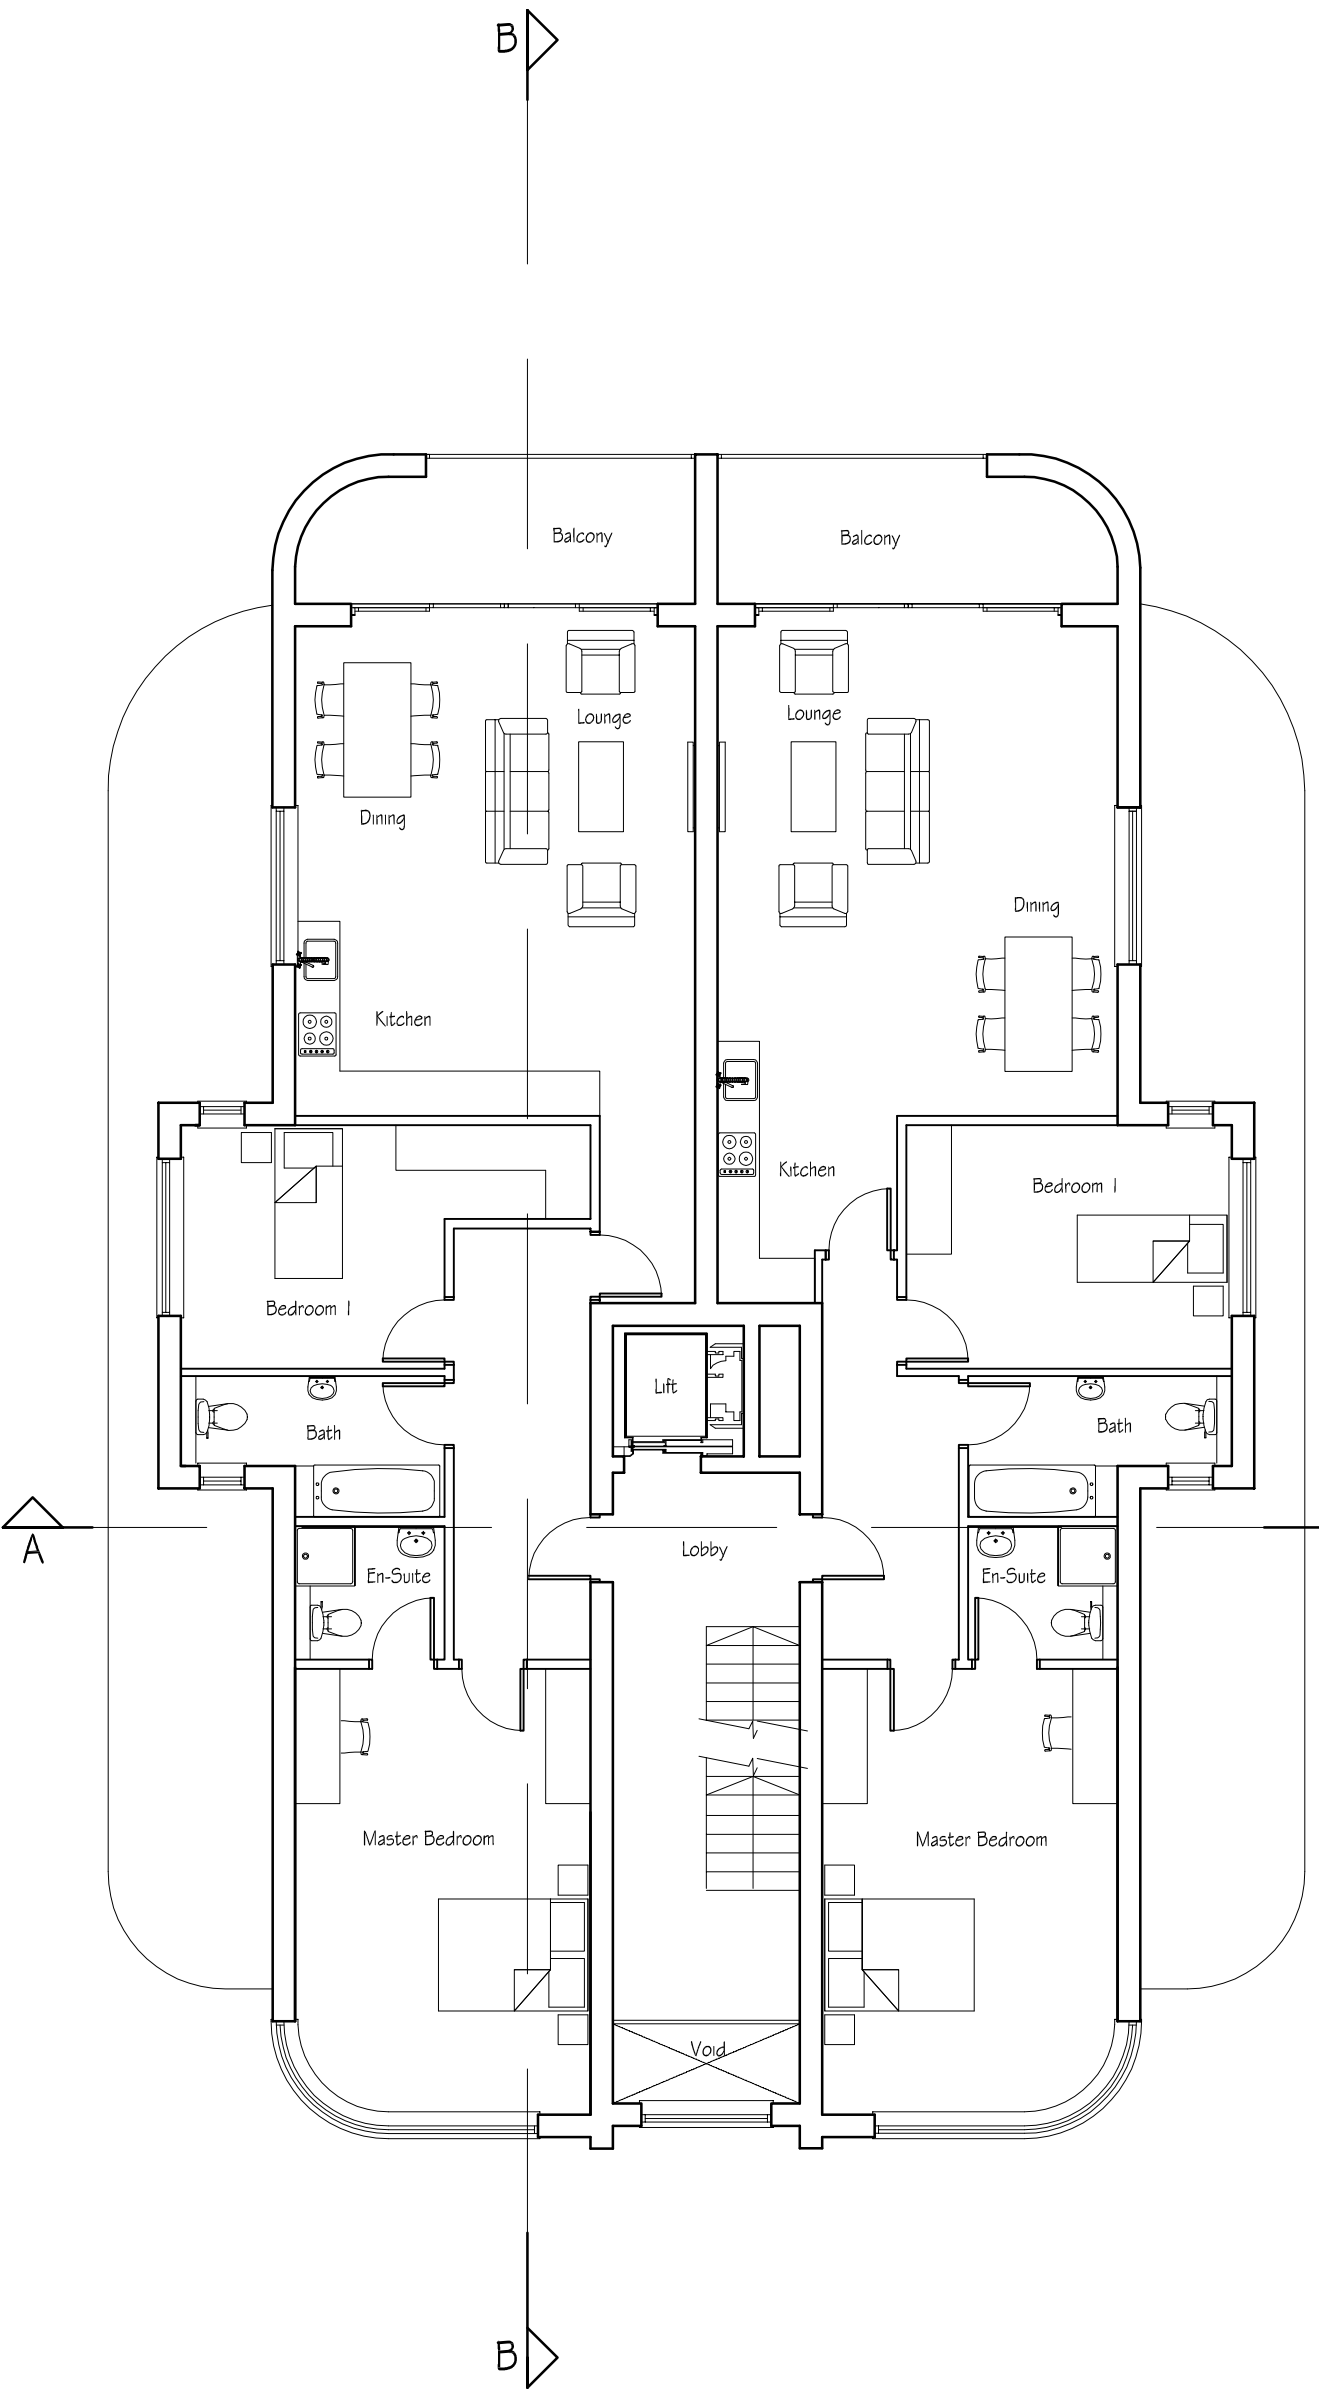 B
Balcony
Balcony
Lounge
Lounge
Dining
Dining
Kitchen
Kitchen
Bedroom 1
Bedroom 1
Lift
Bath
Bath
A
Lobby
En-Suite
En-Suite
Master Bedroom
Master Bedroom
Void
B